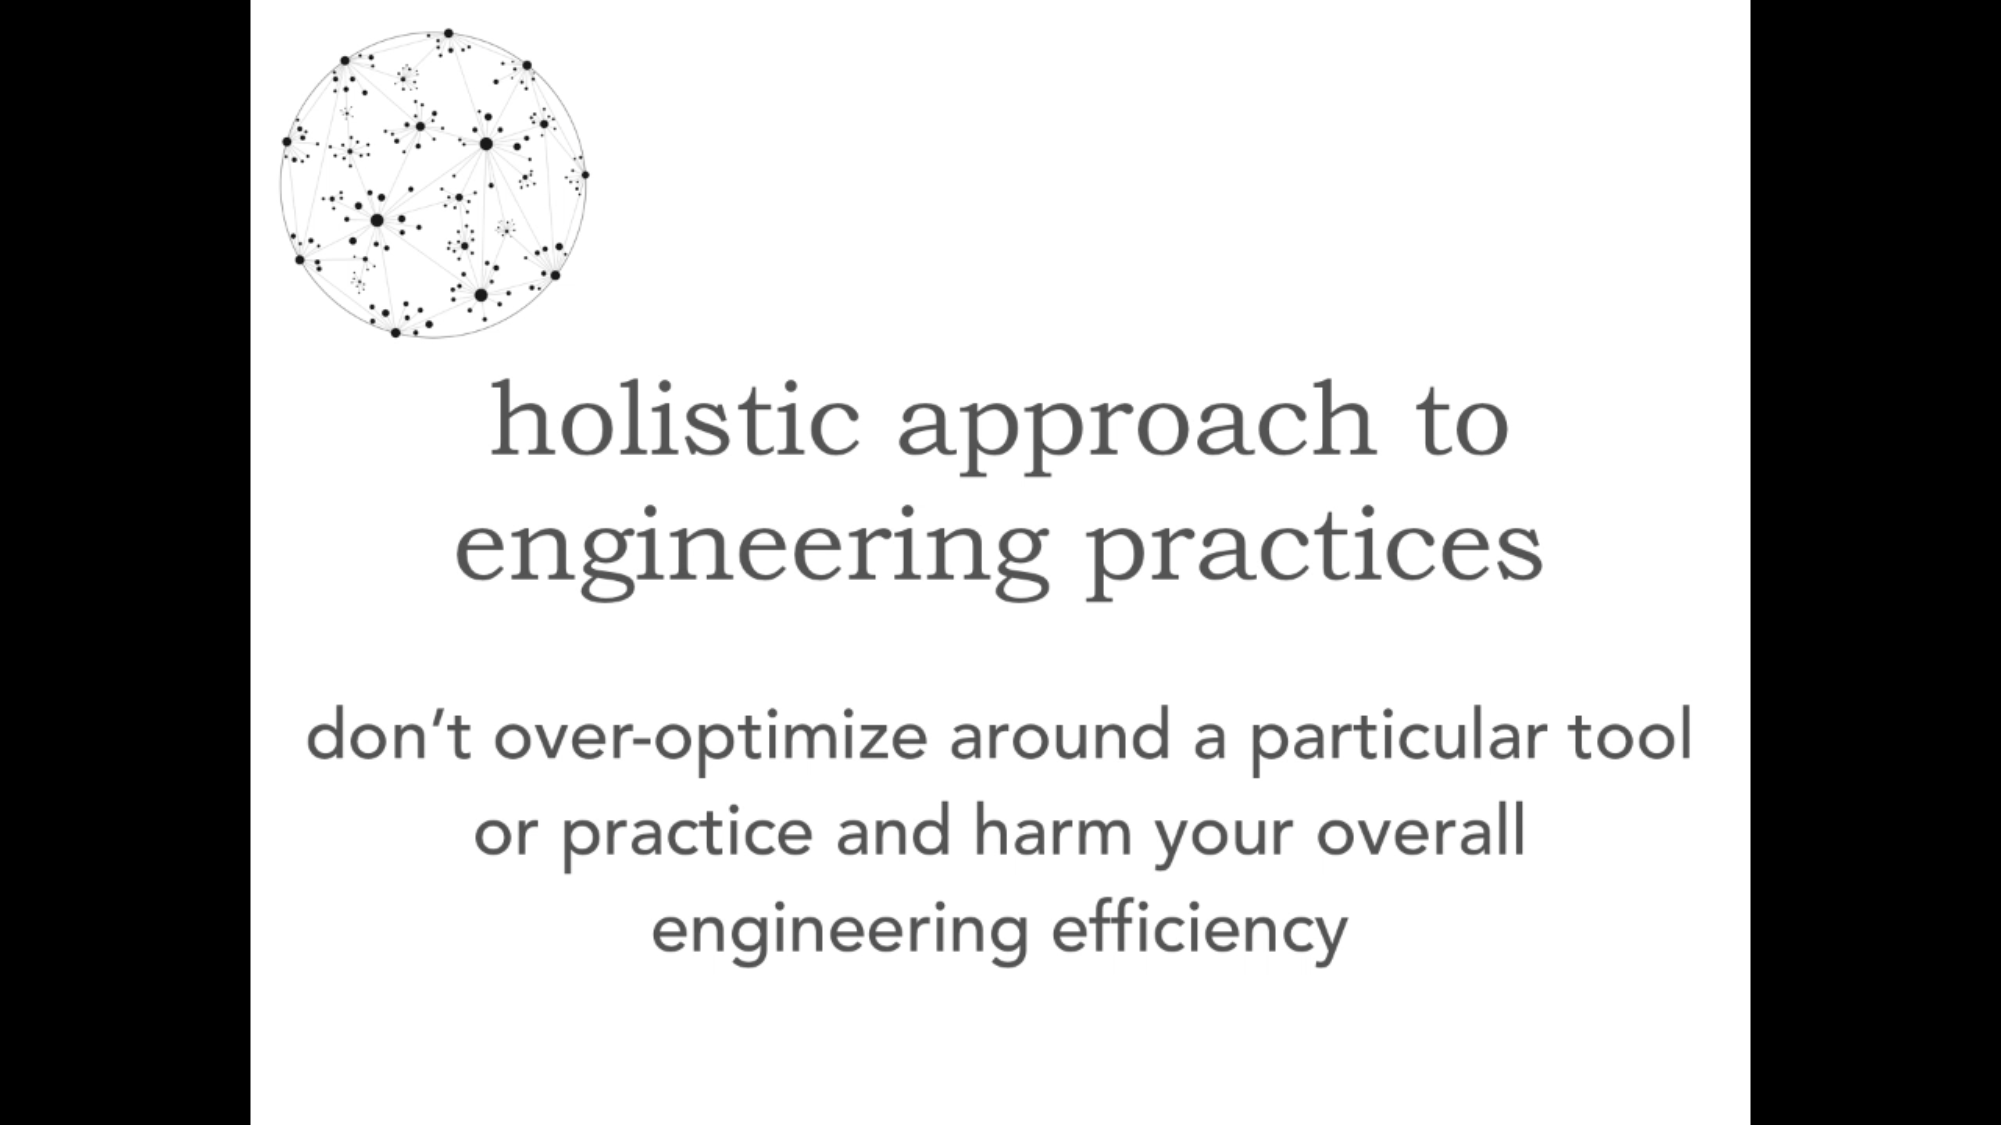 holistic approach to
engineering practices
don’t over-optimize around a particular tool
or practice and harm your overall
engineering efficiency